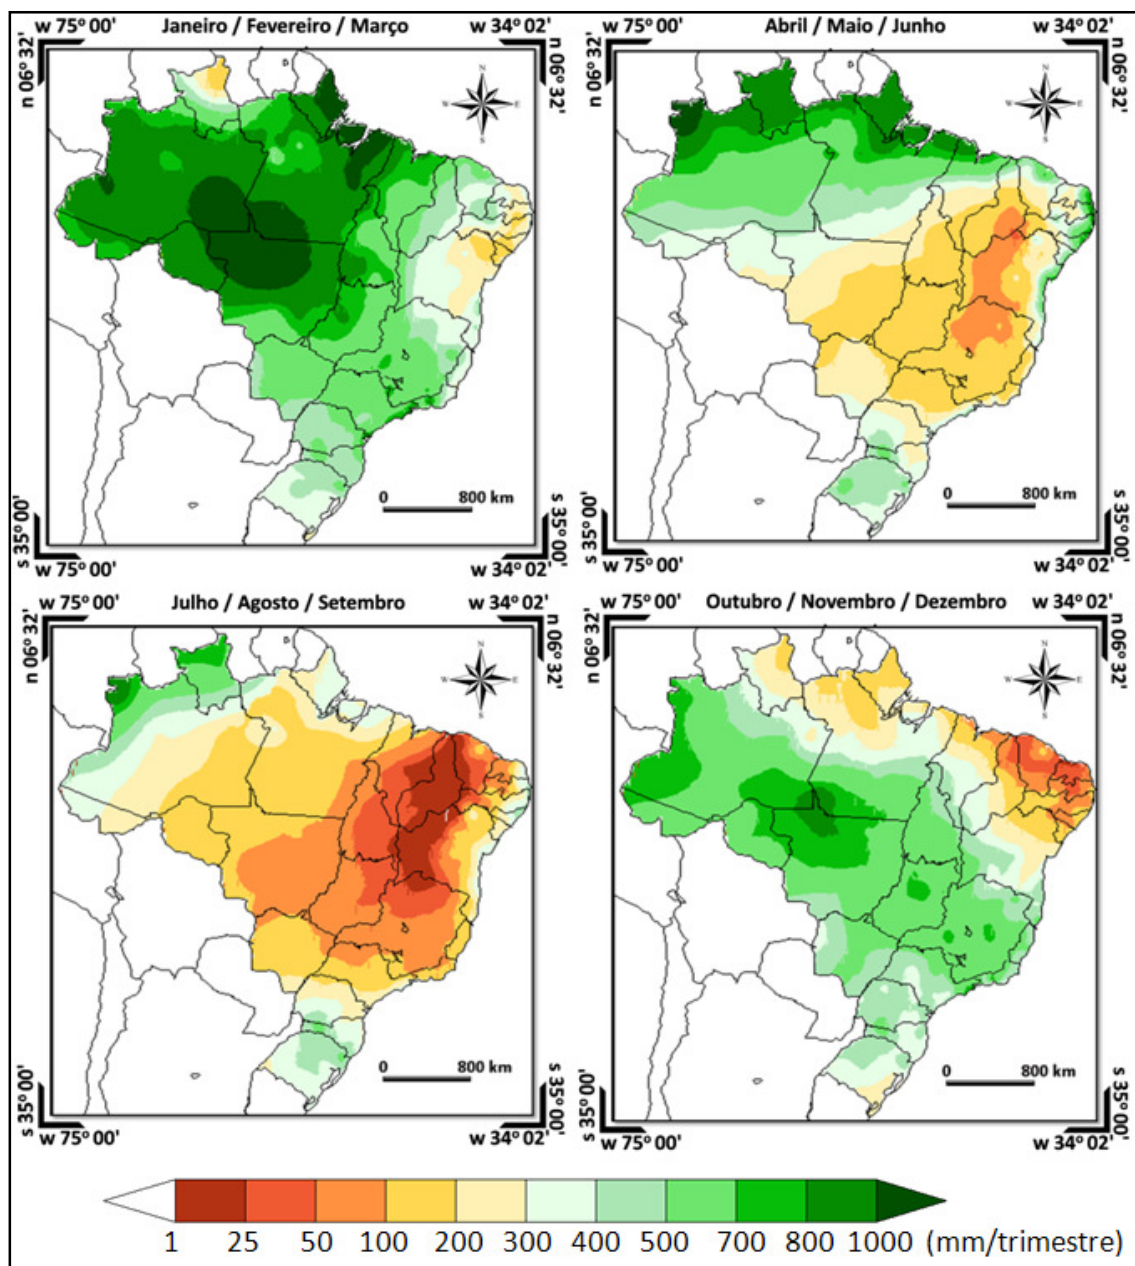 w 75º 00' Janeiro / Fevereiro / Março w 34º 02'
n 06º 32' n 06º 32'
N
W E
S
0 800 km
s 35º 00' s 35º 00'
w 75º 00' w 34º 02'
w 75º 00' Abril / Maio / Junho w 34º 02'
n 06º 32' n 06º 32'
N
W E
S
0 800 km
s 35º 00' s 35º 00'
w 75º 00' w 34º 02'
w 75º 00' Julho / Agosto / Setembro w 34º 02'
n 06º 32' n 06º 32'
N
W E
S
0 800 km
s 35º 00' s 35º 00'
w 75º 00' w 34º 02'
w 75º 00' Outubro / Novembro / Dezembro w 34º 02'
n 06º 32' n 06º 32'
N
W E
S
0 800 km
s 35º 00' s 35º 00'
w 75º 00' w 34º 02'
1 25 50 100 200 300 400 500 700 800 1000 (mm/trimestre)